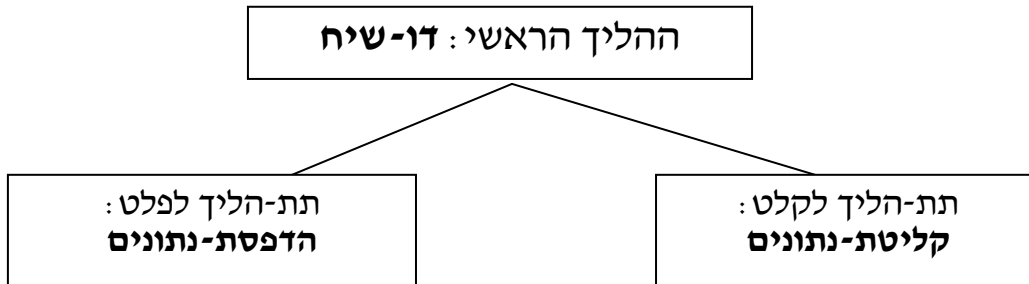 ההליך הראשי: דו-שיח
תת-הליך לקלט:
קליטת-נתונים
תת-הליך לפלט:
הדפסת-נתונים